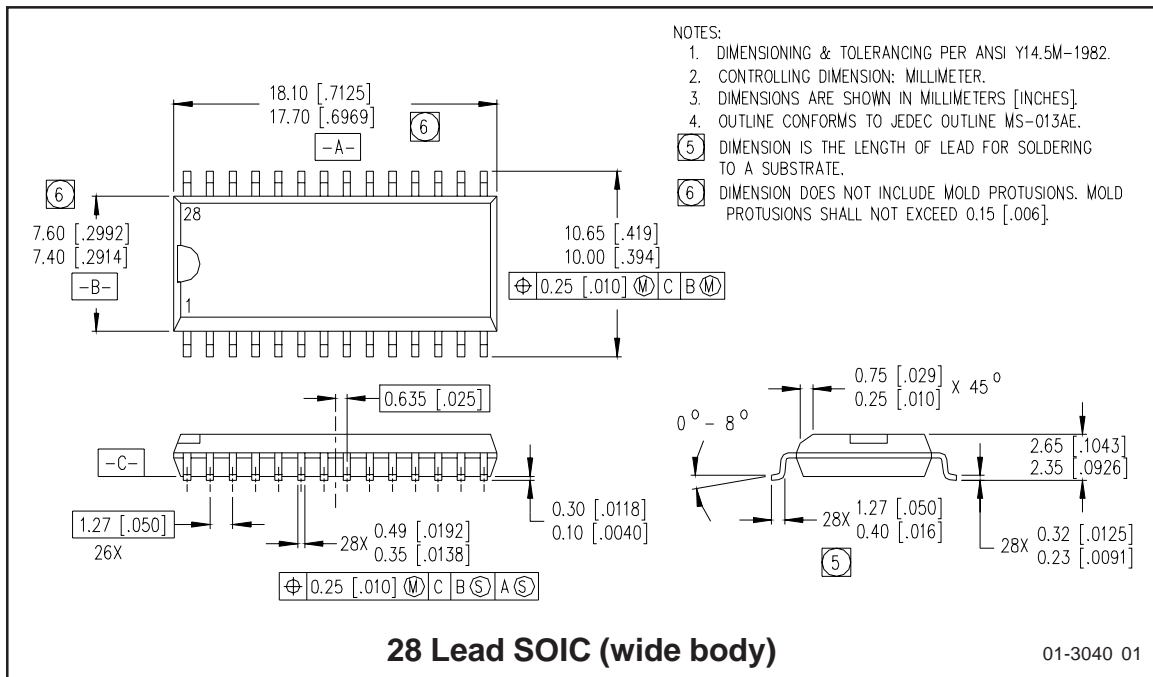 NOTES:
1. DIMENSIONING & TOLERANCING PER ANSI Y14.5M-1982.
2. CONTROLLING DIMENSION: MILLIMETER.
3. DIMENSIONS ARE SHOWN IN MILLIMETERS [INCHES].
4. OUTLINE CONFORMS TO JEDEC OUTLINE MS-013AE.
5 DIMENSION IS THE LENGTH OF LEAD FOR SOLDERING
TO A SUBSTRATE.
6 DIMENSION DOES NOT INCLUDE MOLD PROTUSIONS. MOLD
PROTUSIONS SHALL NOT EXCEED 0.15 [.006].
18.10 [.7125]
17.70 [.6969]
6
-A-
6
7.60 [.2992]
7.40 [.2914]
-B-
28
1
10.65 [.419]
10.00 [.394]
⌖ 0.25 [.010] Ⓜ C B Ⓜ
0.635 [.025]
-C-
1.27 [.050]
26X
28X 0.49 [.0192]
0.35 [.0138]
⌖ 0.25 [.010] Ⓜ C B Ⓢ A Ⓢ
0.30 [.0118]
0.10 [.0040]
0.75 [.029]
0.25 [.010]
X 45°
0° - 8°
2.65 [.1043]
2.35 [.0926]
28X 1.27 [.050]
0.40 [.016]
5
28X 0.32 [.0125]
0.23 [.0091]
28 Lead SOIC (wide body)
01-3040 01